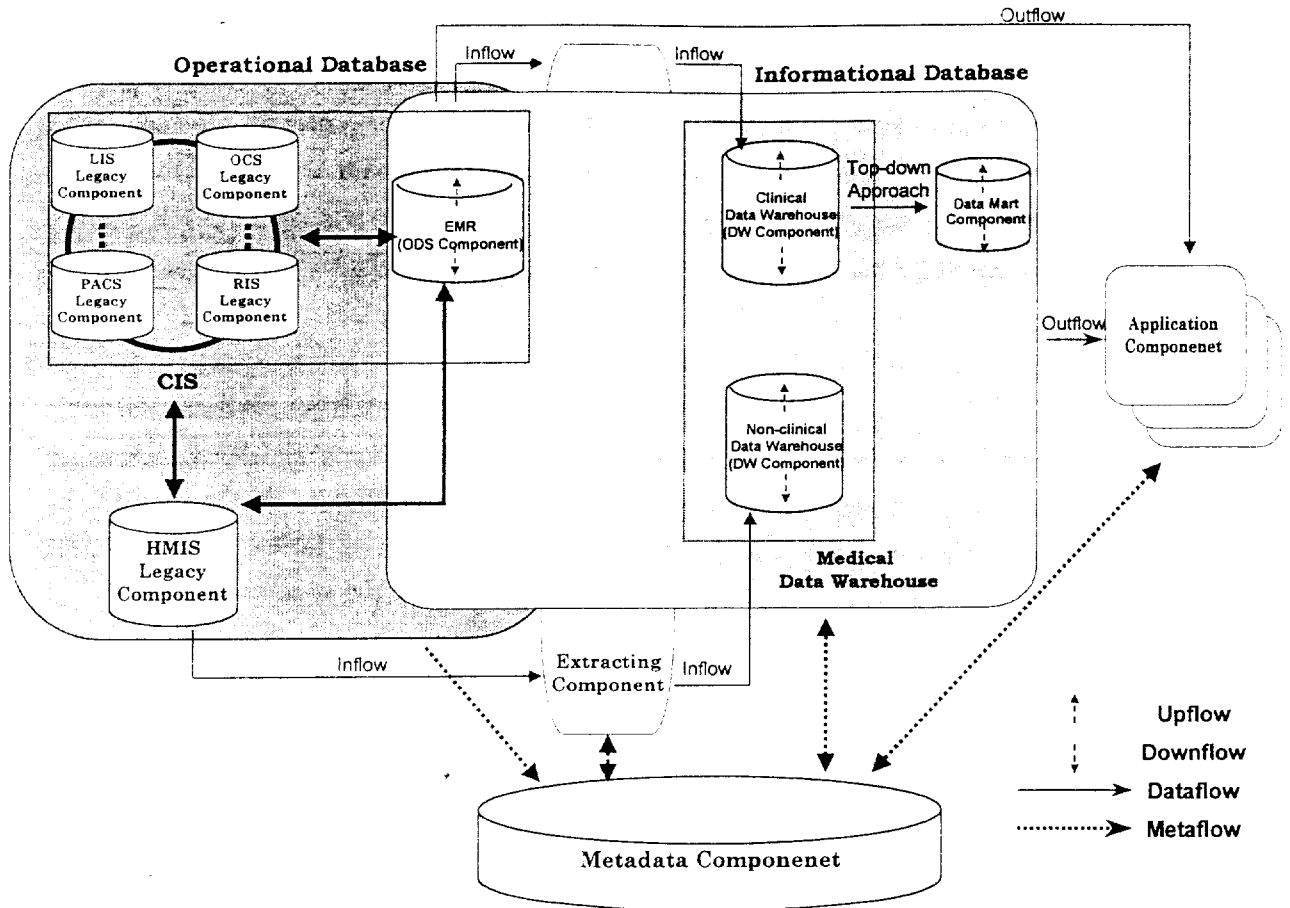 Outflow
Inflow
Inflow
Operational Database
Informational Database
LIS
Legacy
Component
OCS
Legacy
Component
PACS
Legacy
Component
RIS
Legacy
Component
CIS
EMR
(ODS Component)
Clinical
Data Warehouse
(DW Component)
Top-down
Approach
Data Mart
Component
Outflow
Application
Componenet
Non-clinical
Data Warehouse
(DW Component)
Medical
Data Warehouse
HMIS
Legacy
Component
Inflow
Extracting
Component
Inflow
Upflow
Downflow
Dataflow
Metaflow
Metadata Componenet